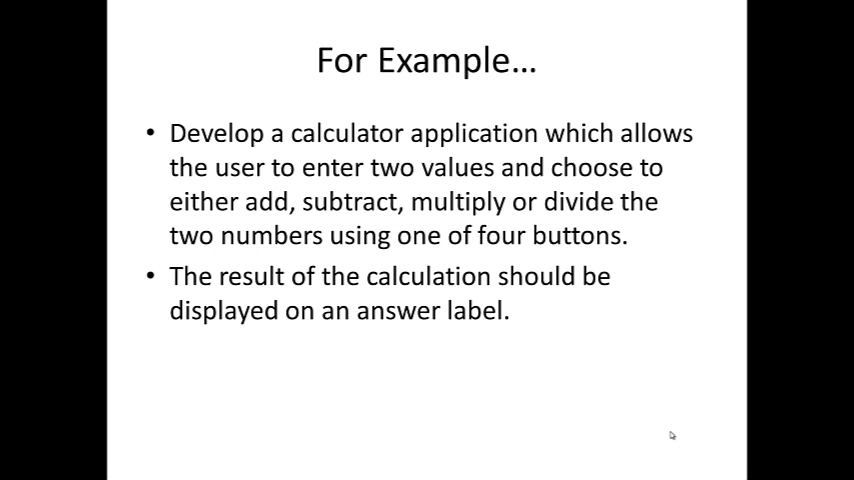 For Example...
• Develop a calculator application which allows
the user to enter two values and choose to
either add, subtract, multiply or divide the
two numbers using one of four buttons.
• The result of the calculation should be
displayed on an answer label.